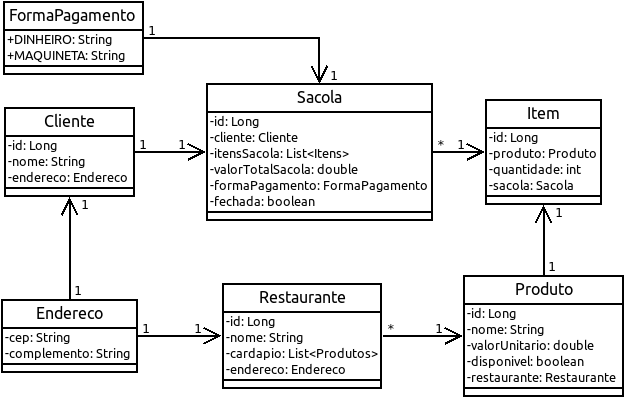 FormaPagamento
+DINHEIRO: String
+MAQUINETA: String
1
1
Sacola
-id: Long
-cliente: Cliente
-itensSacola: List<Itens>
-valorTotalSacola: double
-formaPagamento: FormaPagamento
-fechada: boolean
Cliente
-id: Long
-nome: String
-endereco: Endereco
1
1
Item
-id: Long
-produto: Produto
-quantidade: int
-sacola: Sacola
*
1
1
1
Endereco
-cep: String
-complemento: String
1
1
Restaurante
-id: Long
-nome: String
-cardapio: List<Produtos>
-endereco: Endereco
*
1
Produto
-id: Long
-nome: String
-valorUnitario: double
-disponivel: boolean
-restaurante: Restaurante
1
1